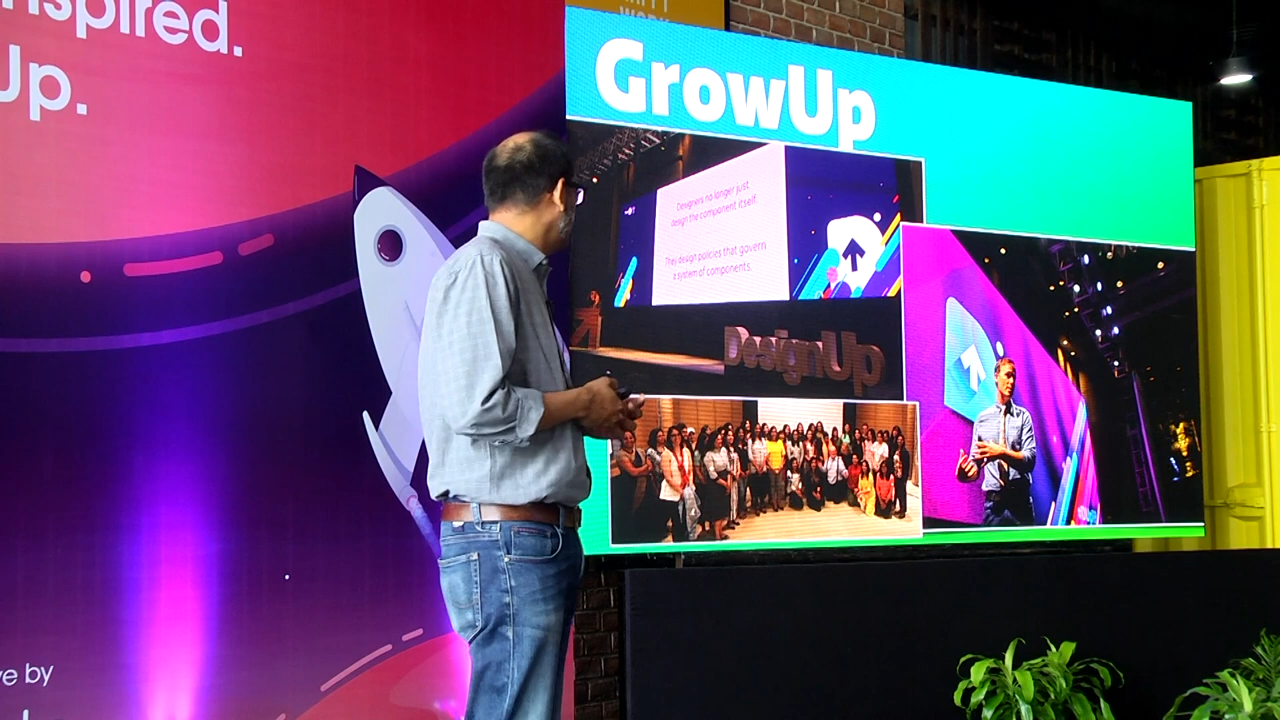 Up.
by
WORK
GrowUp
Designers no longer just
design the component itself.
They design policies that govern
a system of components.
DesignUp